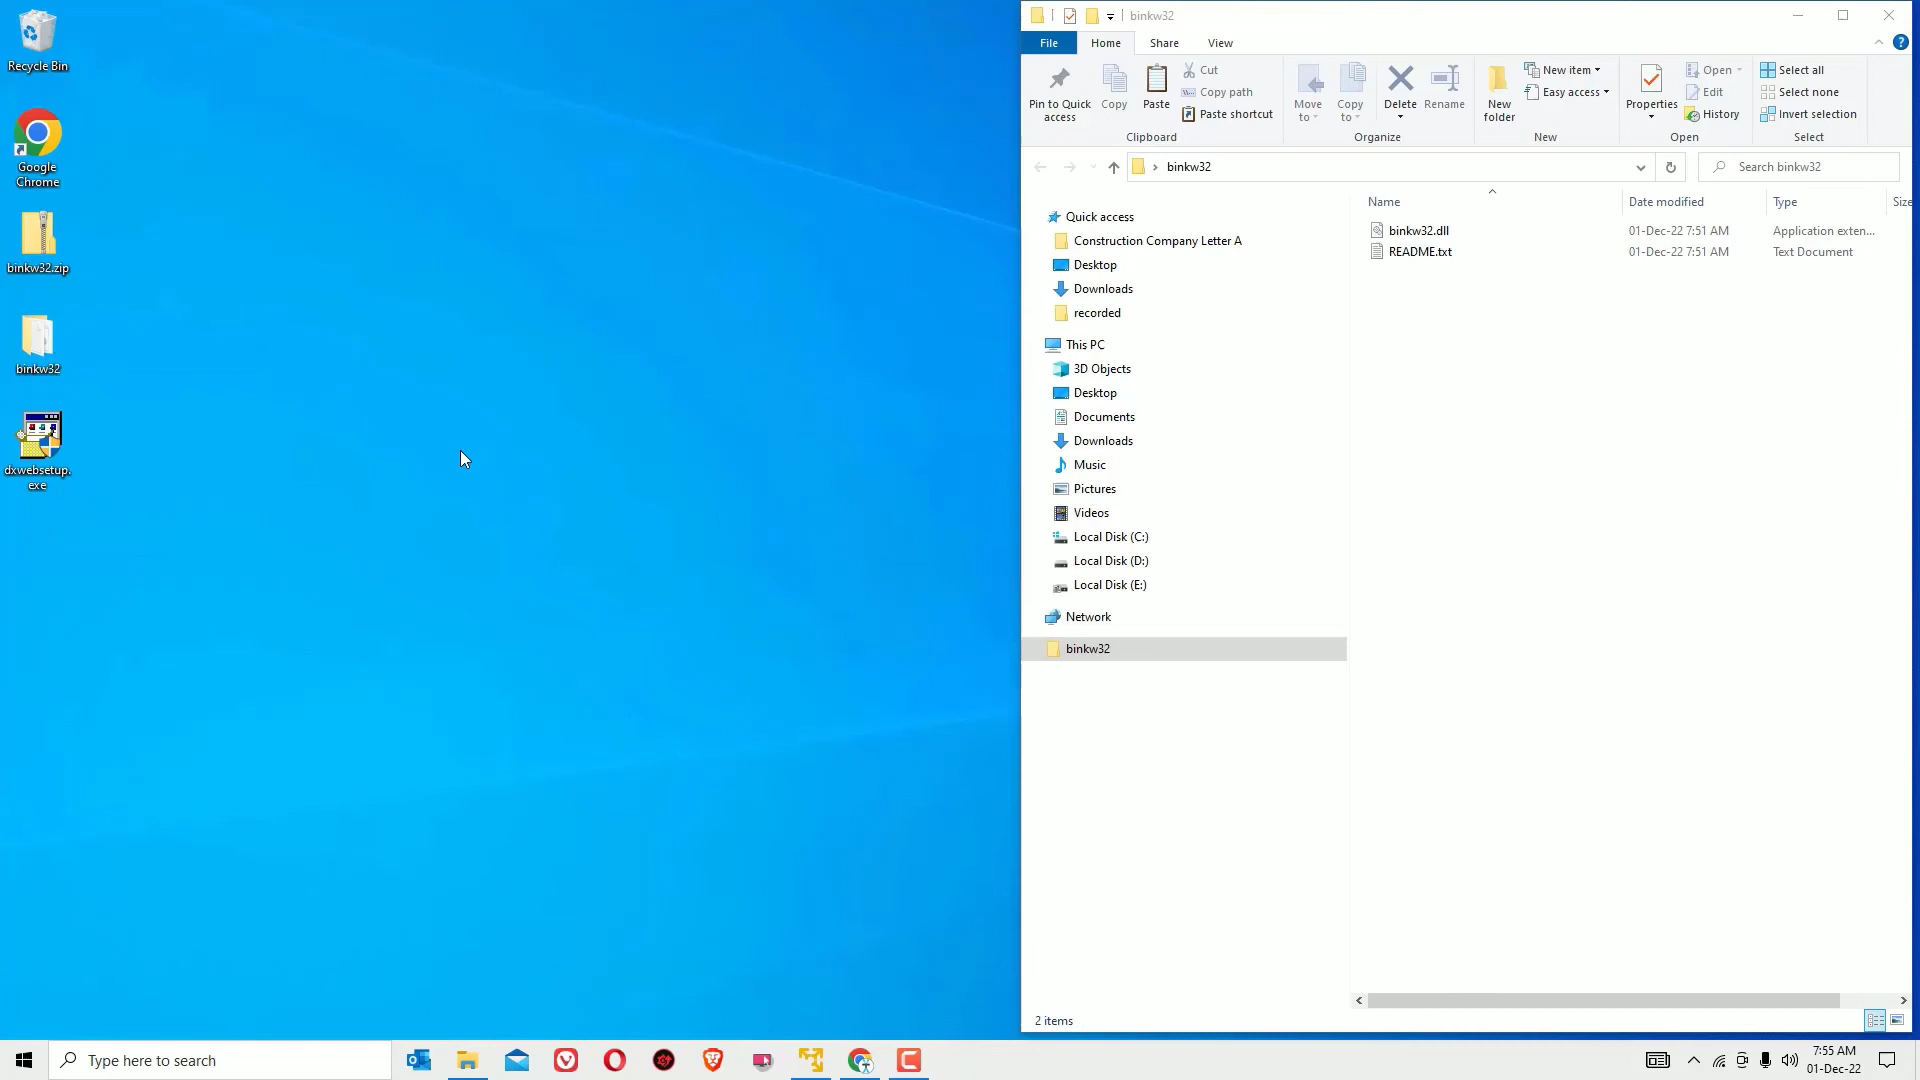 Recycle Bin
Google
Chrome
binkw32.zip
binkw32
dxwebsetup.
exe
binkw32
File
Home
Share
View
Pin to Quick
access
Copy
Paste
Cut
Copy path
Paste shortcut
Clipboard
Move
to
Copy
to
Delete
Rename
Organize
New
folder
New item
Easy access
New
Properties
Open
Edit
History
Open
Select all
Select none
Invert selection
Select
binkw32
Search binkw32
Name
Date modified
Type
Size
binkw32.dll
01-Dec-22 7:51 AM
Application exten...
README.txt
01-Dec-22 7:51 AM
Text Document
Quick access
Construction Company Letter A
Desktop
Downloads
recorded
This PC
3D Objects
Desktop
Documents
Downloads
Music
Pictures
Videos
Local Disk (C:)
Local Disk (D:)
Local Disk (E:)
Network
binkw32
2 items
Type here to search
7:55 AM
01-Dec-22